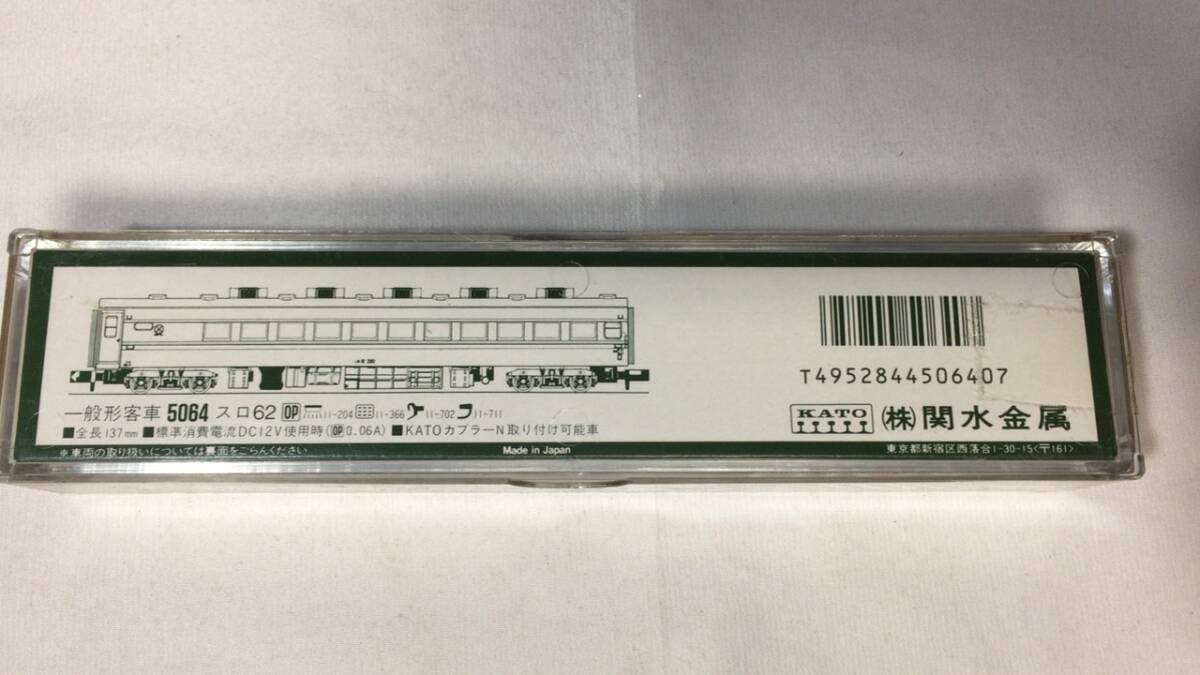 T4952844506407
一般形客車 5064 スロ62 OP 11-204 11-366 11-702 11-711
■全長137mm ■標準消費電流DC12V使用時(OP0.06A) ■KATOカプラーN取り付け可能車
KATO (株)関水金属
※車両の取り扱いについては裏面をごらんください
Made in Japan
東京都新宿区西落合1-30-15〈〒161〉